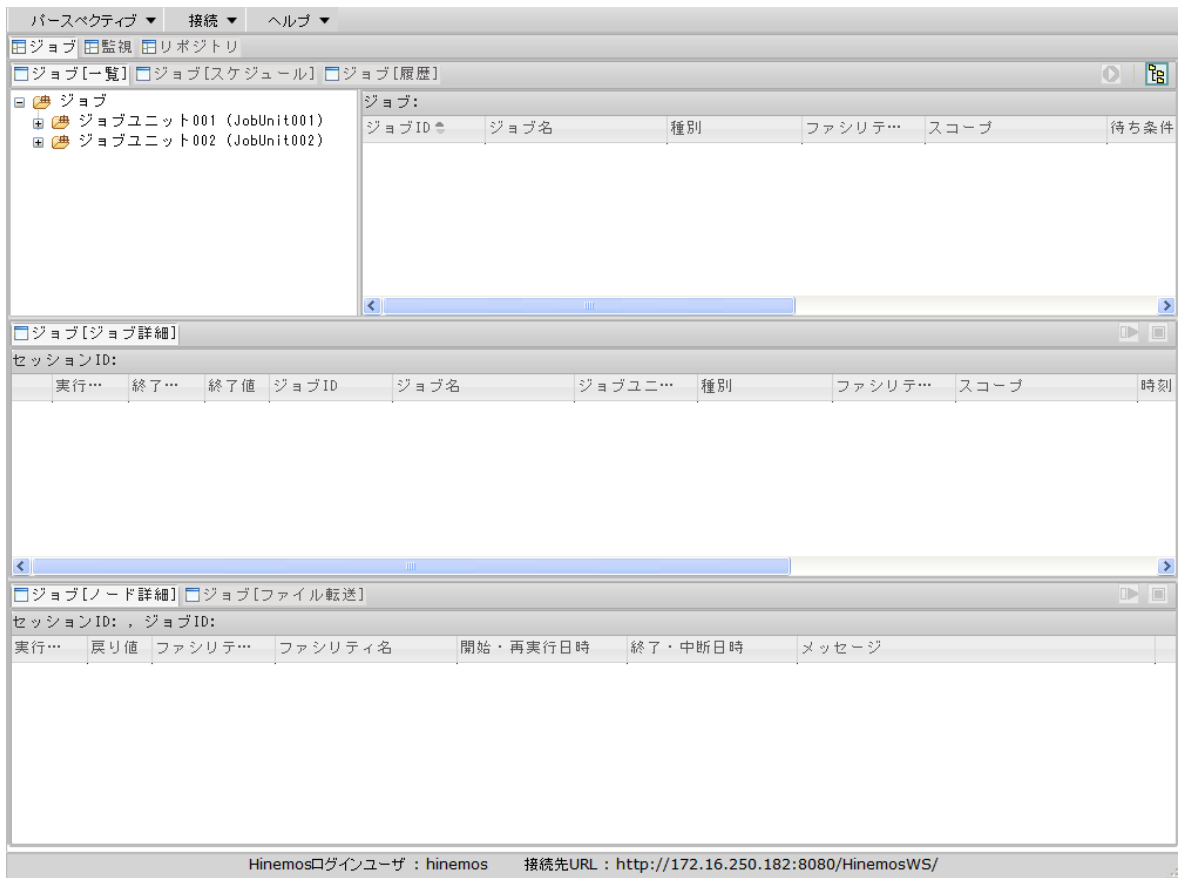 パースペクティブ ▼ 接続 ▼ ヘルプ ▼
ジョブ 監視 リポジトリ
ジョブ[一覧] ジョブ[スケジュール] ジョブ[履歴]
ジョブ
ジョブユニット001 (JobUnit001)
ジョブユニット002 (JobUnit002)
ジョブ:
ジョブID ジョブ名 種別 ファシリテ… スコープ 待ち条件
ジョブ[ジョブ詳細]
セッションID:
実行… 終了… 終了値 ジョブID ジョブ名 ジョブユニ… 種別 ファシリテ… スコープ 時刻
ジョブ[ノード詳細] ジョブ[ファイル転送]
セッションID: , ジョブID:
実行… 戻り値 ファシリテ… ファシリティ名 開始・再実行日時 終了・中断日時 メッセージ
Hinemosログインユーザ : hinemos 接続先URL : http://172.16.250.182:8080/HinemosWS/